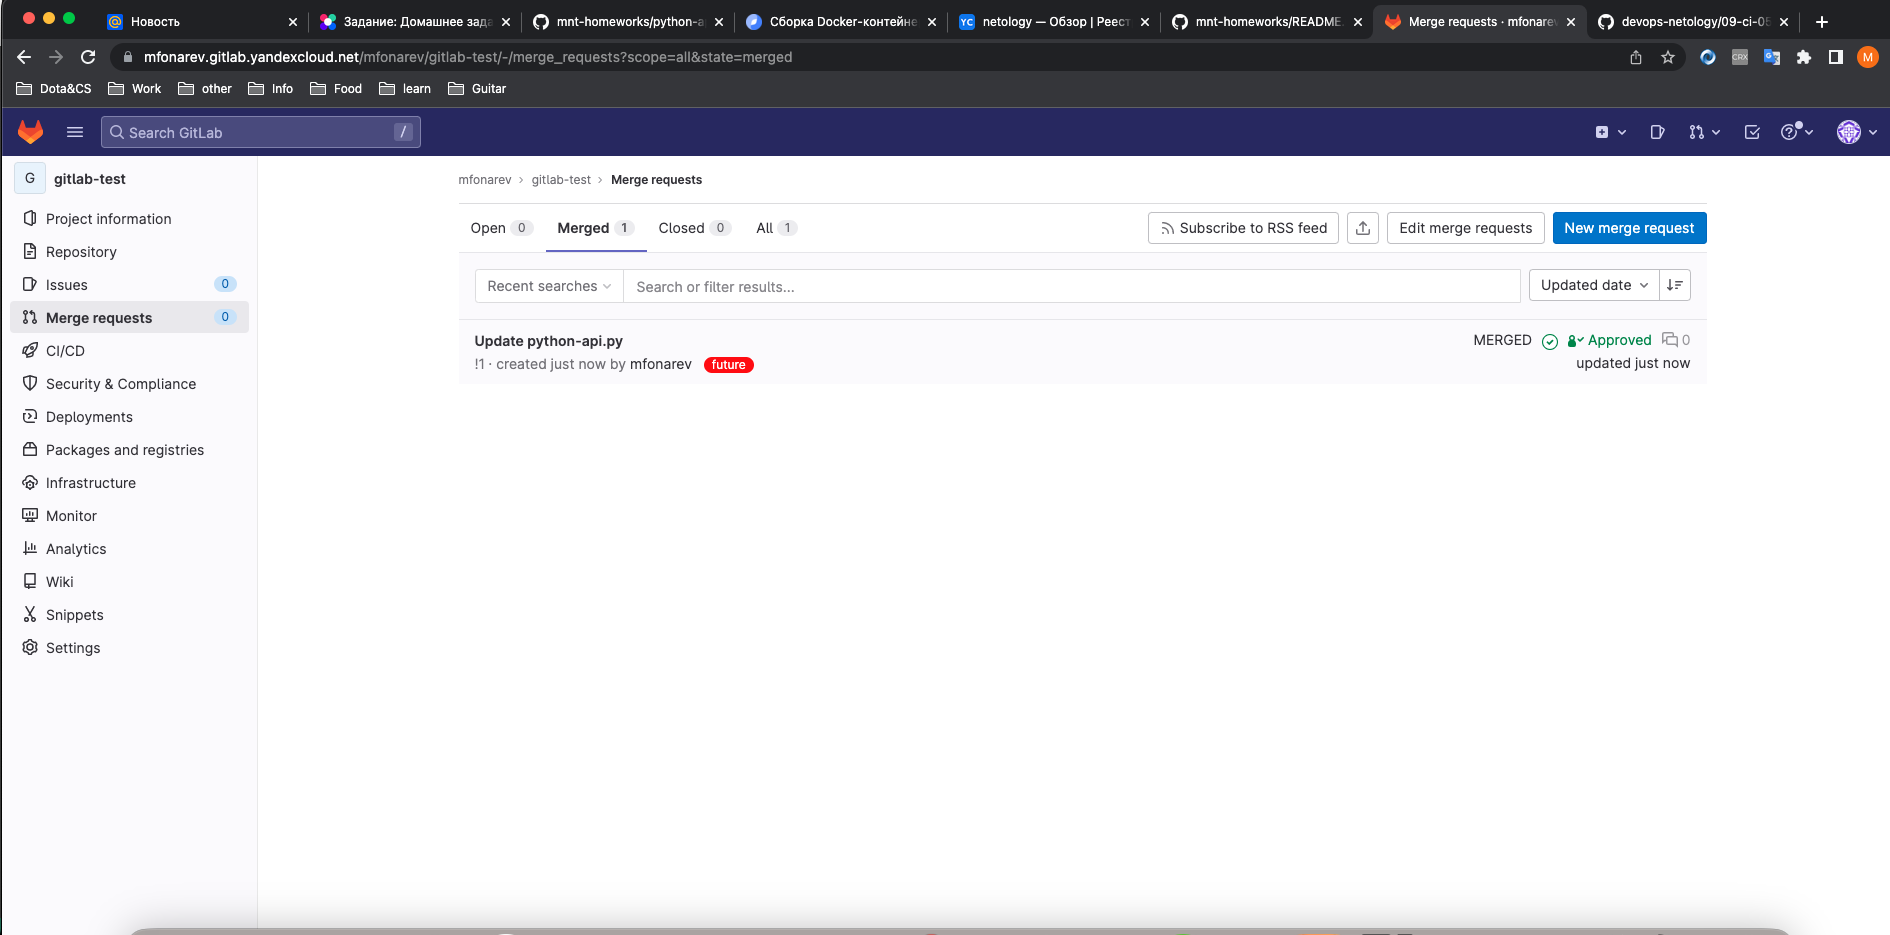 Новость
Задание: Домашнее зада
mnt-homeworks/python-a
Сборка Docker-контейне
YC netology — Обзор | Реест
mnt-homeworks/README.
Merge requests · mfonarev
devops-netology/09-ci-05
mfonarev.gitlab.yandexcloud.net/mfonarev/gitlab-test/-/merge_requests?scope=all&state=merged
CRX
M
Dota&CS Work other Info Food learn Guitar
Search GitLab /
G gitlab-test
Project information
Repository
Issues 0
Merge requests 0
CI/CD
Security & Compliance
Deployments
Packages and registries
Infrastructure
Monitor
Analytics
Wiki
Snippets
Settings
mfonarev › gitlab-test › Merge requests
Open 0 Merged 1 Closed 0 All 1
Subscribe to RSS feed Edit merge requests New merge request
Recent searches Search or filter results... Updated date
Update python-api.py
MERGED Approved 0
!1 · created just now by mfonarev future
updated just now